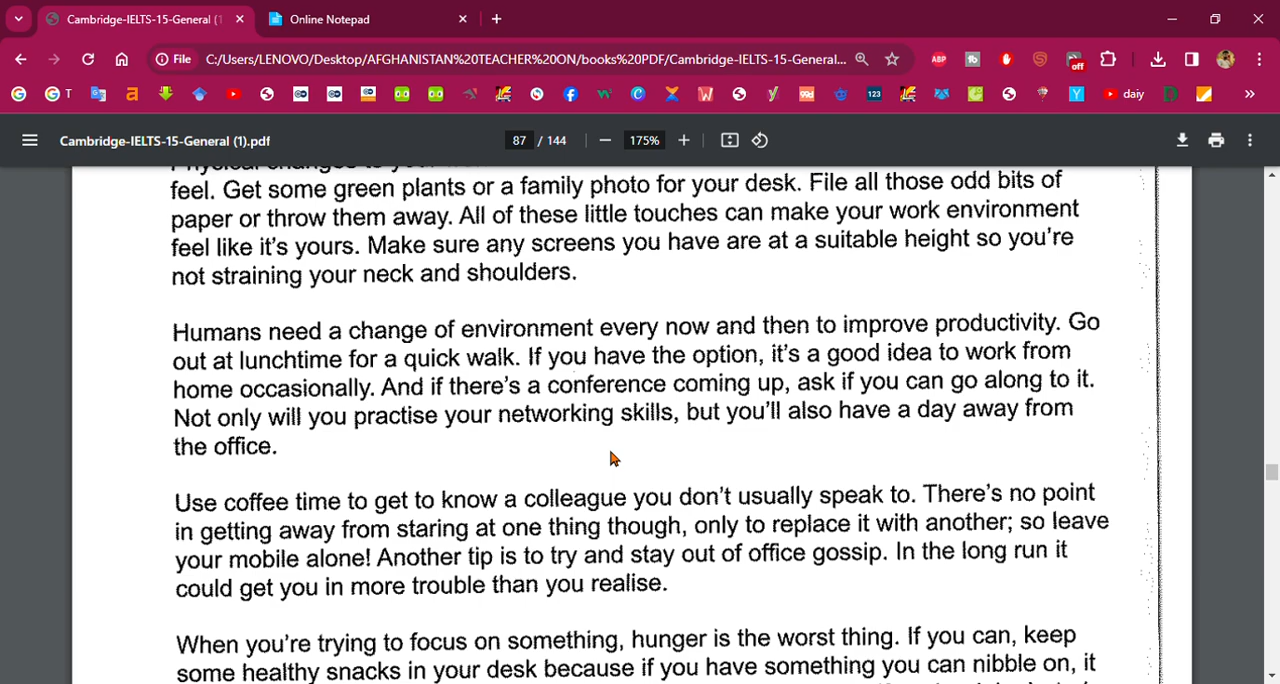 Cambridge-IELTS-15-General (1
Online Notepad
File
C:/Users/LENOVO/Desktop/AFGHANISTAN%20TEACHER%20ON/books%20PDF/Cambridge-IELTS-15-General...
ABP
off
T
123
daiy
Cambridge-IELTS-15-General (1).pdf
87 / 144
175%
Physical changes to
feel. Get some green plants or a family photo for your desk. File all those odd bits of
paper or throw them away. All of these little touches can make your work environment
feel like it's yours. Make sure any screens you have are at a suitable height so you're
not straining your neck and shoulders.
Humans need a change of environment every now and then to improve productivity. Go
out at lunchtime for a quick walk. If you have the option, it's a good idea to work from
home occasionally. And if there's a conference coming up, ask if you can go along to it.
Not only will you practise your networking skills, but you'll also have a day away from
the office.
Use coffee time to get to know a colleague you don't usually speak to. There's no point
in getting away from staring at one thing though, only to replace it with another; so leave
your mobile alone! Another tip is to try and stay out of office gossip. In the long run it
could get you in more trouble than you realise.
When you're trying to focus on something, hunger is the worst thing. If you can, keep
some healthy snacks in your desk because if you have something you can nibble on, it